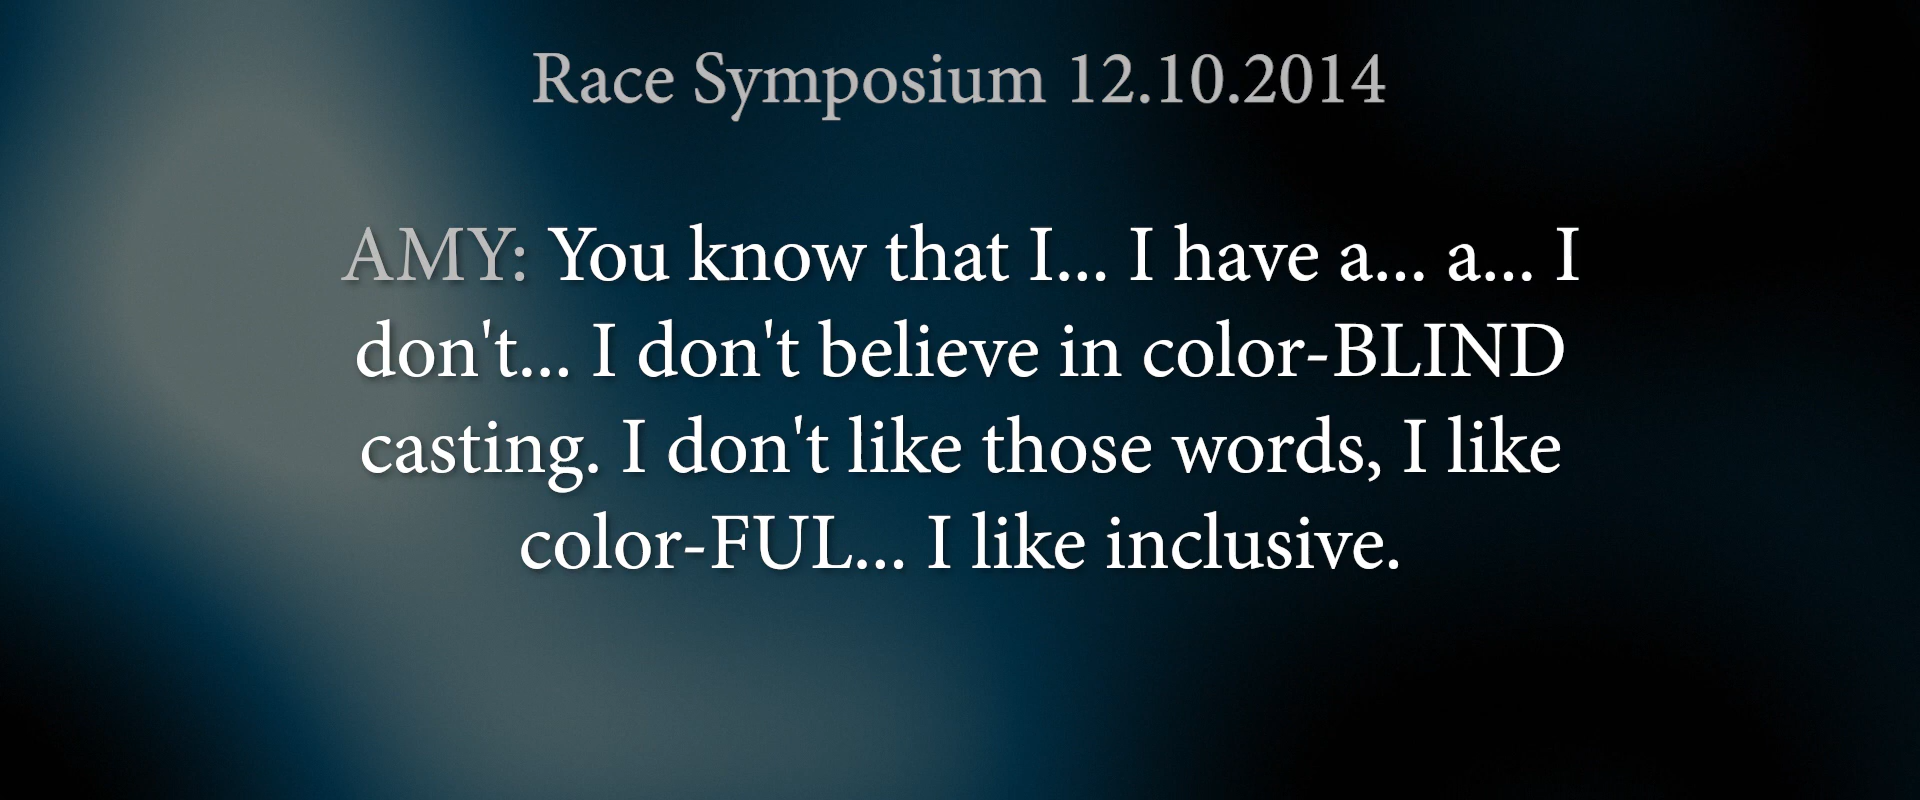 Race Symposium 12.10.2014
AMY: You know that I... I have a... a... I
don't... I don't believe in color-BLIND
casting. I don't like those words, I like
color-FUL... I like inclusive.